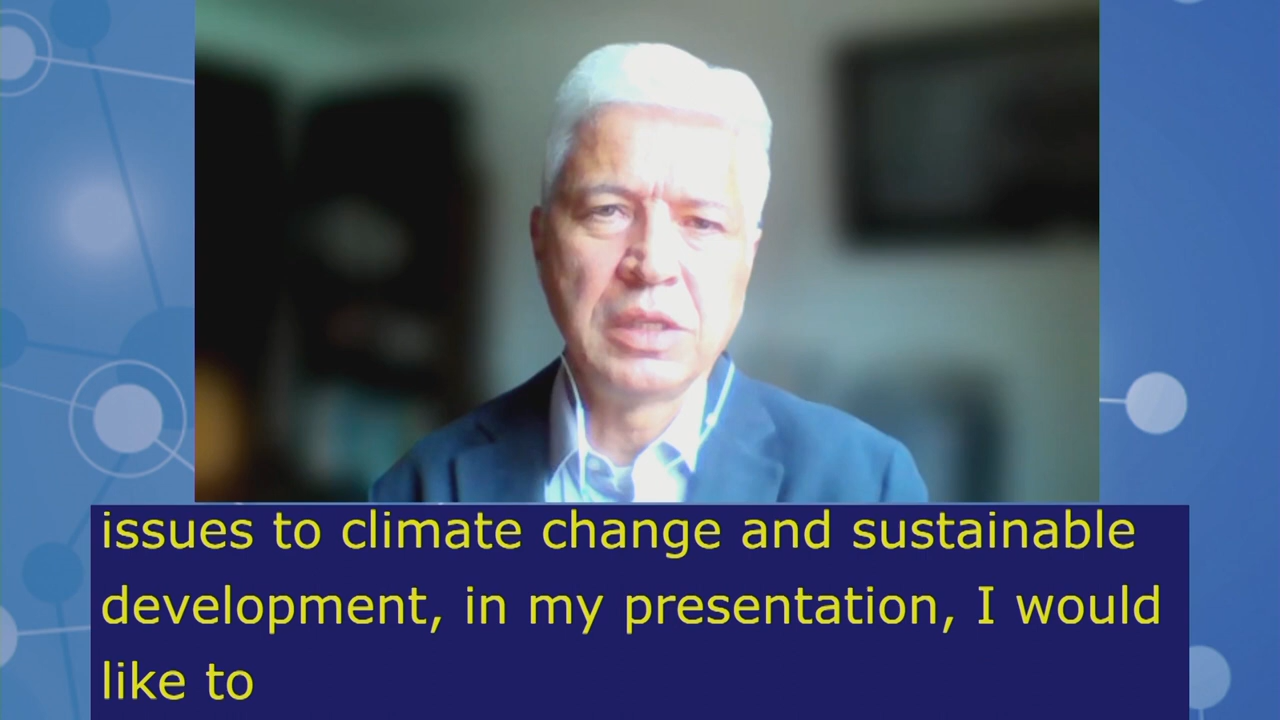 issues to climate change and sustainable
development, in my presentation, I would
like to